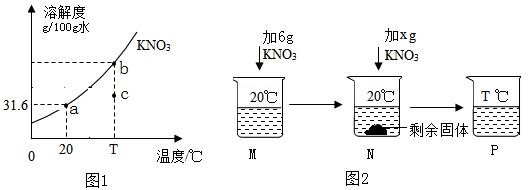 溶解度
g/100g水
KNO₃
b
c
31.6
a
0
20
T
温度/℃
图1
加6g
KNO₃
加xg
KNO₃
20℃
20℃
T℃
剩余固体
M
N
P
图2